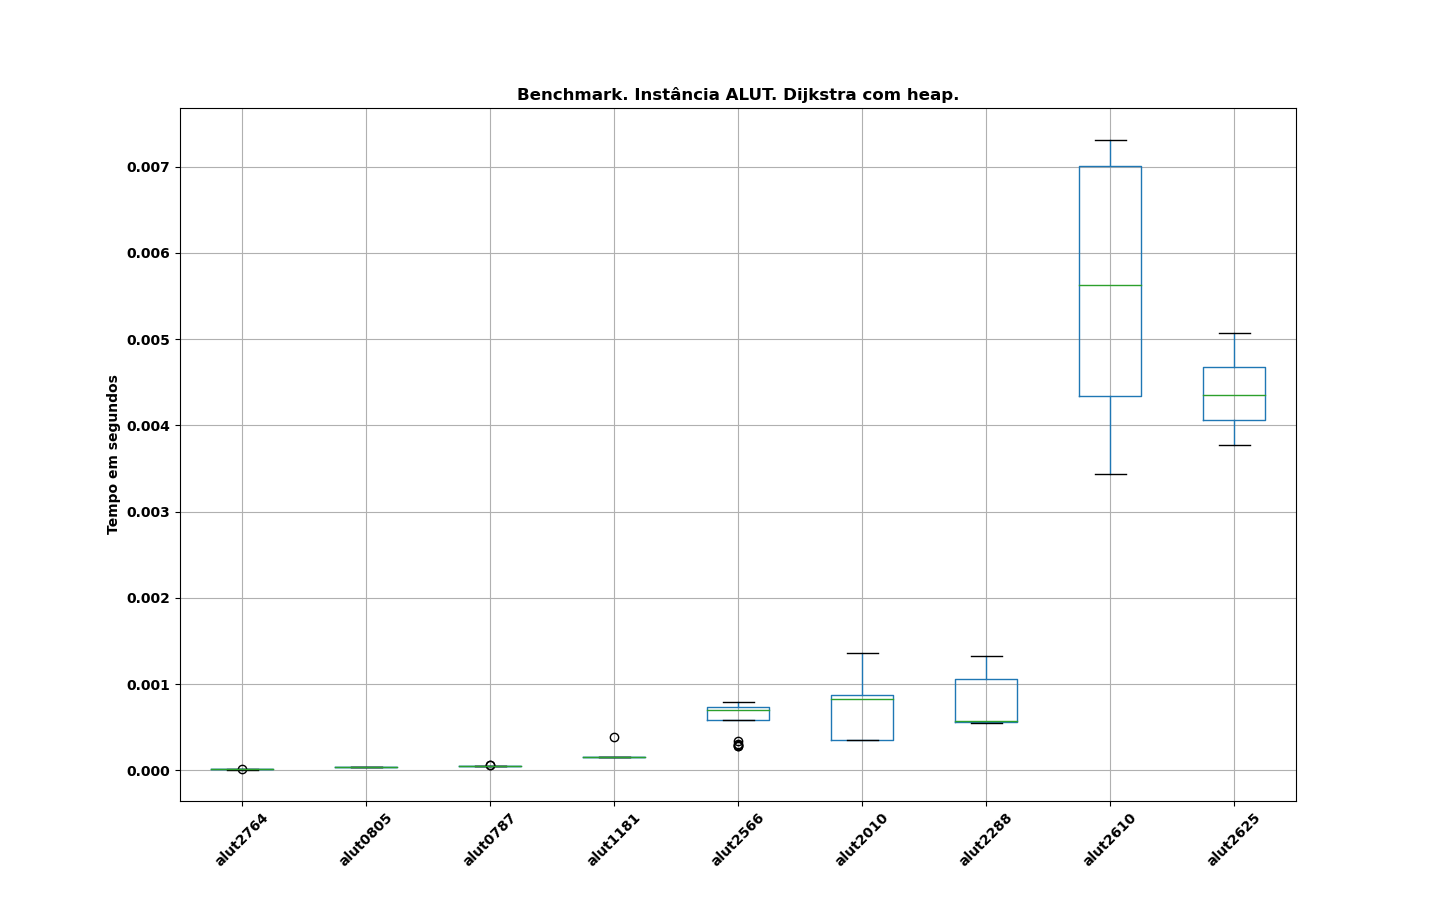 Benchmark. Instância ALUT. Dijkstra com heap.
Tempo em segundos
0.007
0.006
0.005
0.004
0.003
0.002
0.001
0.000
alut2764
alut0805
alut0787
alut1181
alut2566
alut2010
alut2288
alut2610
alut2625